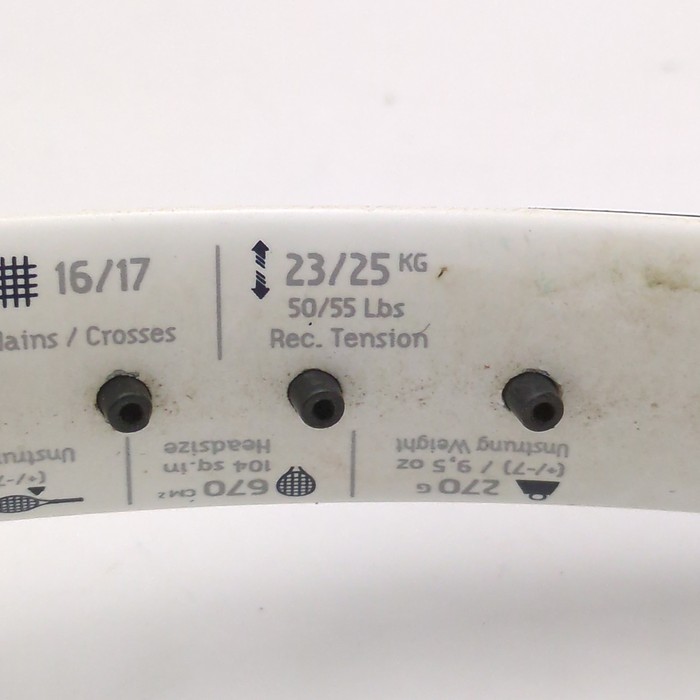 16/17
Mains / Crosses
23/25 KG
50/55 Lbs
Rec. Tension
270 G
(+/-7) / 9,5 oz
Unstrung Weight
670 CM²
104 sq.in
Headsize